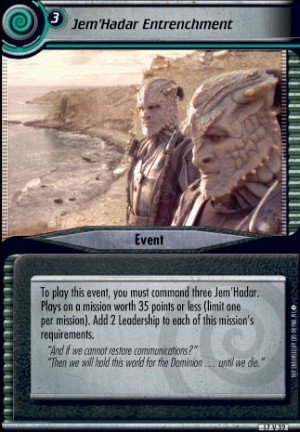 3
Jem'Hadar Entrenchment
Event
To play this event, you must command three Jem'Hadar.
Plays on a mission worth 35 points or less (limit one
per mission). Add 2 Leadership to each of this mission's
requirements.
"And if we cannot restore communications?"
"Then we will hold this world for the Dominion ... until we die."
17 V 39